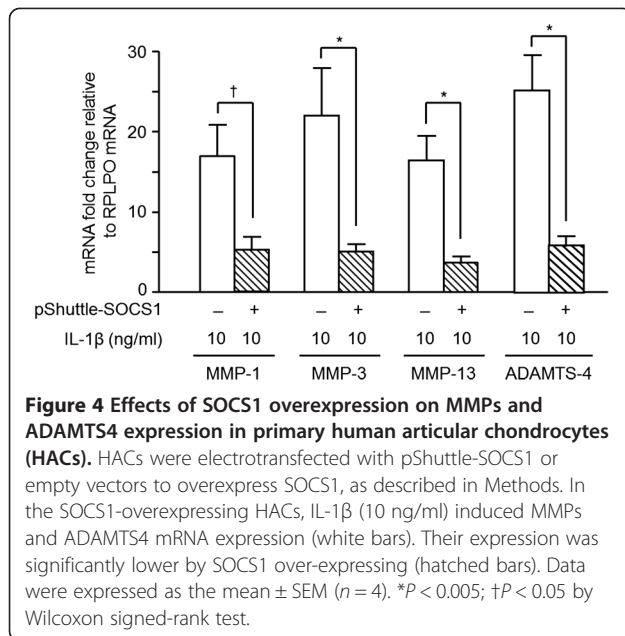 30
20
10
0
mRNA fold change relative
to RPLPO mRNA
† * * *
pShuttle-SOCS1 – + – + – + – +
IL-1β (ng/ml) 10 10 10 10 10 10 10 10
MMP-1 MMP-3 MMP-13 ADAMTS-4
Figure 4 Effects of SOCS1 overexpression on MMPs and
ADAMTS4 expression in primary human articular chondrocytes
(HACs). HACs were electrotransfected with pShuttle-SOCS1 or
empty vectors to overexpress SOCS1, as described in Methods. In
the SOCS1-overexpressing HACs, IL-1β (10 ng/ml) induced MMPs
and ADAMTS4 mRNA expression (white bars). Their expression was
significantly lower by SOCS1 over-expressing (hatched bars). Data
were expressed as the mean ± SEM (n = 4). *P < 0.005; †P < 0.05 by
Wilcoxon signed-rank test.